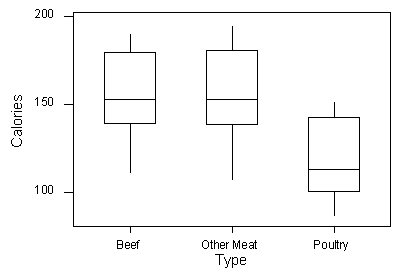 200
150
100
Calories
Beef
Other Meat
Poultry
Type